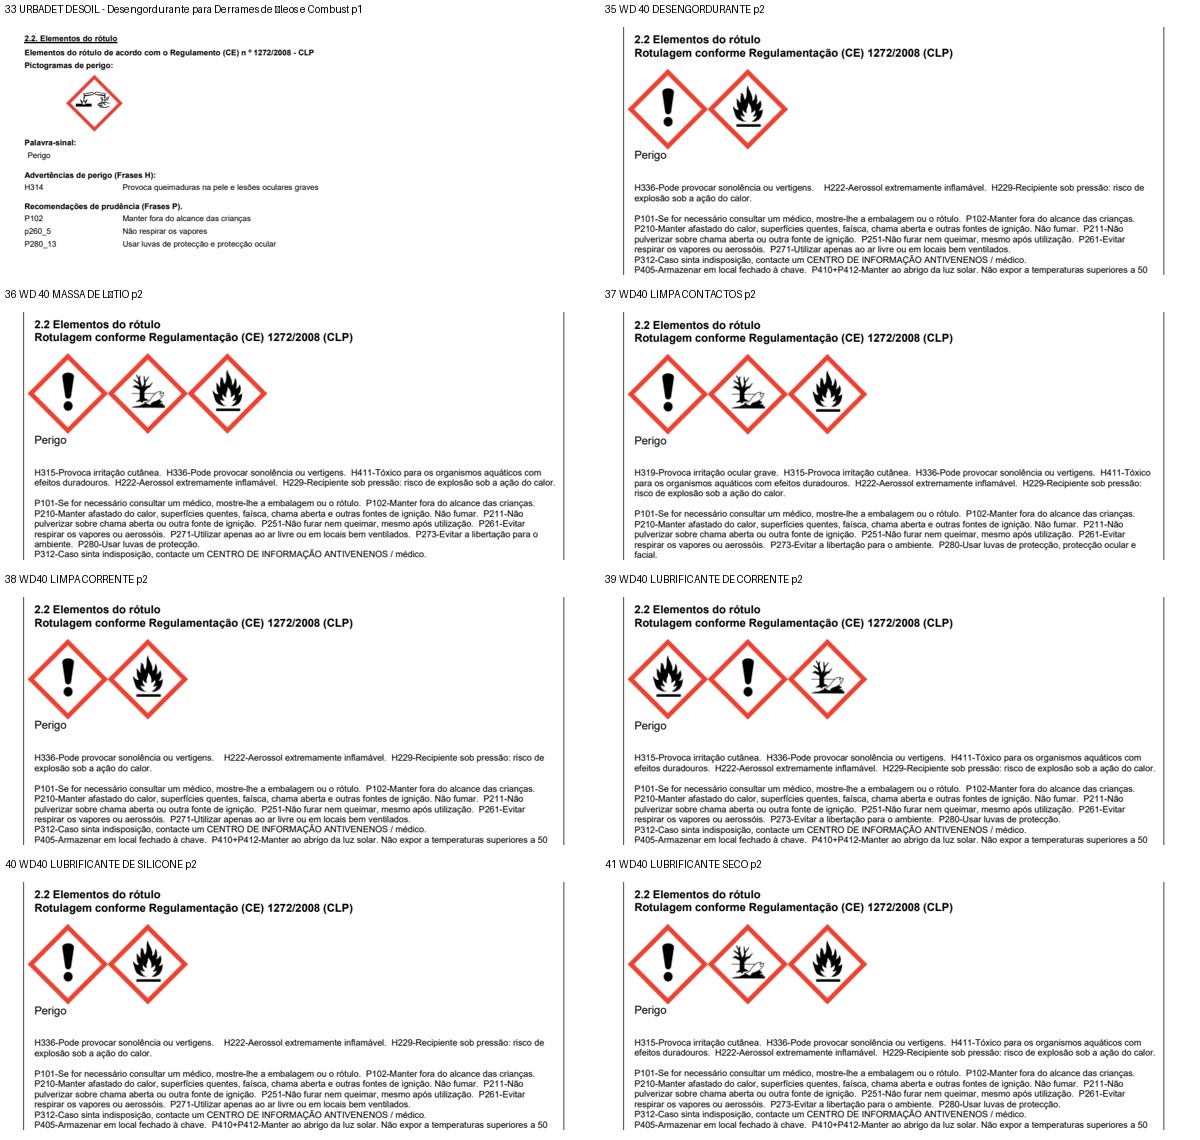 33 URBADET DESOIL - Desengordurante para Derrames de leos e Combust p1
2.2. Elementos do rótulo
Elementos do rótulo de acordo com o Regulamento (CE) n º 1272/2008 - CLP
Pictogramas de perigo:
Palavra-sinal:
Perigo
Advertências de perigo (Frases H):
H314 Provoca queimaduras na pele e lesões oculares graves
Recomendações de prudência (Frases P).
P102 Manter fora do alcance das crianças
p260_5 Não respirar os vapores
P280_13 Usar luvas de protecção e protecção ocular
35 WD 40 DESENGORDURANTE p2
2.2 Elementos do rótulo
Rotulagem conforme Regulamentação (CE) 1272/2008 (CLP)
Perigo
H336-Pode provocar sonolência ou vertigens. H222-Aerossol extremamente inflamável. H229-Recipiente sob pressão: risco de
explosão sob a ação do calor.
P101-Se for necessário consultar um médico, mostre-lhe a embalagem ou o rótulo. P102-Manter fora do alcance das crianças.
P210-Manter afastado do calor, superfícies quentes, faísca, chama aberta e outras fontes de ignição. Não fumar. P211-Não
pulverizar sobre chama aberta ou outra fonte de ignição. P251-Não furar nem queimar, mesmo após utilização. P261-Evitar
respirar os vapores ou aerossóis. P271-Utilizar apenas ao ar livre ou em locais bem ventilados.
P312-Caso sinta indisposição, contacte um CENTRO DE INFORMAÇÃO ANTIVENENOS / médico.
P405-Armazenar em local fechado à chave. P410+P412-Manter ao abrigo da luz solar. Não expor a temperaturas superiores a 50
36 WD 40 MASSA DE L TIO p2
2.2 Elementos do rótulo
Rotulagem conforme Regulamentação (CE) 1272/2008 (CLP)
Perigo
H315-Provoca irritação cutânea. H336-Pode provocar sonolência ou vertigens. H411-Tóxico para os organismos aquáticos com
efeitos duradouros. H222-Aerossol extremamente inflamável. H229-Recipiente sob pressão: risco de explosão sob a ação do calor.
P101-Se for necessário consultar um médico, mostre-lhe a embalagem ou o rótulo. P102-Manter fora do alcance das crianças.
P210-Manter afastado do calor, superfícies quentes, faísca, chama aberta e outras fontes de ignição. Não fumar. P211-Não
pulverizar sobre chama aberta ou outra fonte de ignição. P251-Não furar nem queimar, mesmo após utilização. P261-Evitar
respirar os vapores ou aerossóis. P271-Utilizar apenas ao ar livre ou em locais bem ventilados. P273-Evitar a libertação para o
ambiente. P280-Usar luvas de protecção.
P312-Caso sinta indisposição, contacte um CENTRO DE INFORMAÇÃO ANTIVENENOS / médico.
37 WD40 LIMPA CONTACTOS p2
2.2 Elementos do rótulo
Rotulagem conforme Regulamentação (CE) 1272/2008 (CLP)
Perigo
H319-Provoca irritação ocular grave. H315-Provoca irritação cutânea. H336-Pode provocar sonolência ou vertigens. H411-Tóxico
para os organismos aquáticos com efeitos duradouros. H222-Aerossol extremamente inflamável. H229-Recipiente sob pressão:
risco de explosão sob a ação do calor.
P101-Se for necessário consultar um médico, mostre-lhe a embalagem ou o rótulo. P102-Manter fora do alcance das crianças.
P210-Manter afastado do calor, superfícies quentes, faísca, chama aberta e outras fontes de ignição. Não fumar. P211-Não
pulverizar sobre chama aberta ou outra fonte de ignição. P251-Não furar nem queimar, mesmo após utilização. P261-Evitar
respirar os vapores ou aerossóis. P273-Evitar a libertação para o ambiente. P280-Usar luvas de protecção, protecção ocular e
facial.
38 WD40 LIMPA CORRENTE p2
2.2 Elementos do rótulo
Rotulagem conforme Regulamentação (CE) 1272/2008 (CLP)
Perigo
H336-Pode provocar sonolência ou vertigens. H222-Aerossol extremamente inflamável. H229-Recipiente sob pressão: risco de
explosão sob a ação do calor.
P101-Se for necessário consultar um médico, mostre-lhe a embalagem ou o rótulo. P102-Manter fora do alcance das crianças.
P210-Manter afastado do calor, superfícies quentes, faísca, chama aberta e outras fontes de ignição. Não fumar. P211-Não
pulverizar sobre chama aberta ou outra fonte de ignição. P251-Não furar nem queimar, mesmo após utilização. P261-Evitar
respirar os vapores ou aerossóis. P271-Utilizar apenas ao ar livre ou em locais bem ventilados.
P312-Caso sinta indisposição, contacte um CENTRO DE INFORMAÇÃO ANTIVENENOS / médico.
P405-Armazenar em local fechado à chave. P410+P412-Manter ao abrigo da luz solar. Não expor a temperaturas superiores a 50
39 WD40 LUBRIFICANTE DE CORRENTE p2
2.2 Elementos do rótulo
Rotulagem conforme Regulamentação (CE) 1272/2008 (CLP)
Perigo
H315-Provoca irritação cutânea. H336-Pode provocar sonolência ou vertigens. H411-Tóxico para os organismos aquáticos com
efeitos duradouros. H222-Aerossol extremamente inflamável. H229-Recipiente sob pressão: risco de explosão sob a ação do calor.
P101-Se for necessário consultar um médico, mostre-lhe a embalagem ou o rótulo. P102-Manter fora do alcance das crianças.
P210-Manter afastado do calor, superfícies quentes, faísca, chama aberta e outras fontes de ignição. Não fumar. P211-Não
pulverizar sobre chama aberta ou outra fonte de ignição. P251-Não furar nem queimar, mesmo após utilização. P261-Evitar
respirar os vapores ou aerossóis. P273-Evitar a libertação para o ambiente. P280-Usar luvas de protecção.
P312-Caso sinta indisposição, contacte um CENTRO DE INFORMAÇÃO ANTIVENENOS / médico.
P405-Armazenar em local fechado à chave. P410+P412-Manter ao abrigo da luz solar. Não expor a temperaturas superiores a 50
40 WD40 LUBRIFICANTE DE SILICONE p2
2.2 Elementos do rótulo
Rotulagem conforme Regulamentação (CE) 1272/2008 (CLP)
Perigo
H336-Pode provocar sonolência ou vertigens. H222-Aerossol extremamente inflamável. H229-Recipiente sob pressão: risco de
explosão sob a ação do calor.
P101-Se for necessário consultar um médico, mostre-lhe a embalagem ou o rótulo. P102-Manter fora do alcance das crianças.
P210-Manter afastado do calor, superfícies quentes, faísca, chama aberta e outras fontes de ignição. Não fumar. P211-Não
pulverizar sobre chama aberta ou outra fonte de ignição. P251-Não furar nem queimar, mesmo após utilização. P261-Evitar
respirar os vapores ou aerossóis. P271-Utilizar apenas ao ar livre ou em locais bem ventilados.
P312-Caso sinta indisposição, contacte um CENTRO DE INFORMAÇÃO ANTIVENENOS / médico.
P405-Armazenar em local fechado à chave. P410+P412-Manter ao abrigo da luz solar. Não expor a temperaturas superiores a 50
41 WD40 LUBRIFICANTE SECO p2
2.2 Elementos do rótulo
Rotulagem conforme Regulamentação (CE) 1272/2008 (CLP)
Perigo
H315-Provoca irritação cutânea. H336-Pode provocar sonolência ou vertigens. H411-Tóxico para os organismos aquáticos com
efeitos duradouros. H222-Aerossol extremamente inflamável. H229-Recipiente sob pressão: risco de explosão sob a ação do calor.
P101-Se for necessário consultar um médico, mostre-lhe a embalagem ou o rótulo. P102-Manter fora do alcance das crianças.
P210-Manter afastado do calor, superfícies quentes, faísca, chama aberta e outras fontes de ignição. Não fumar. P211-Não
pulverizar sobre chama aberta ou outra fonte de ignição. P251-Não furar nem queimar, mesmo após utilização. P261-Evitar
respirar os vapores ou aerossóis. P273-Evitar a libertação para o ambiente. P280-Usar luvas de protecção.
P312-Caso sinta indisposição, contacte um CENTRO DE INFORMAÇÃO ANTIVENENOS / médico.
P405-Armazenar em local fechado à chave. P410+P412-Manter ao abrigo da luz solar. Não expor a temperaturas superiores a 50